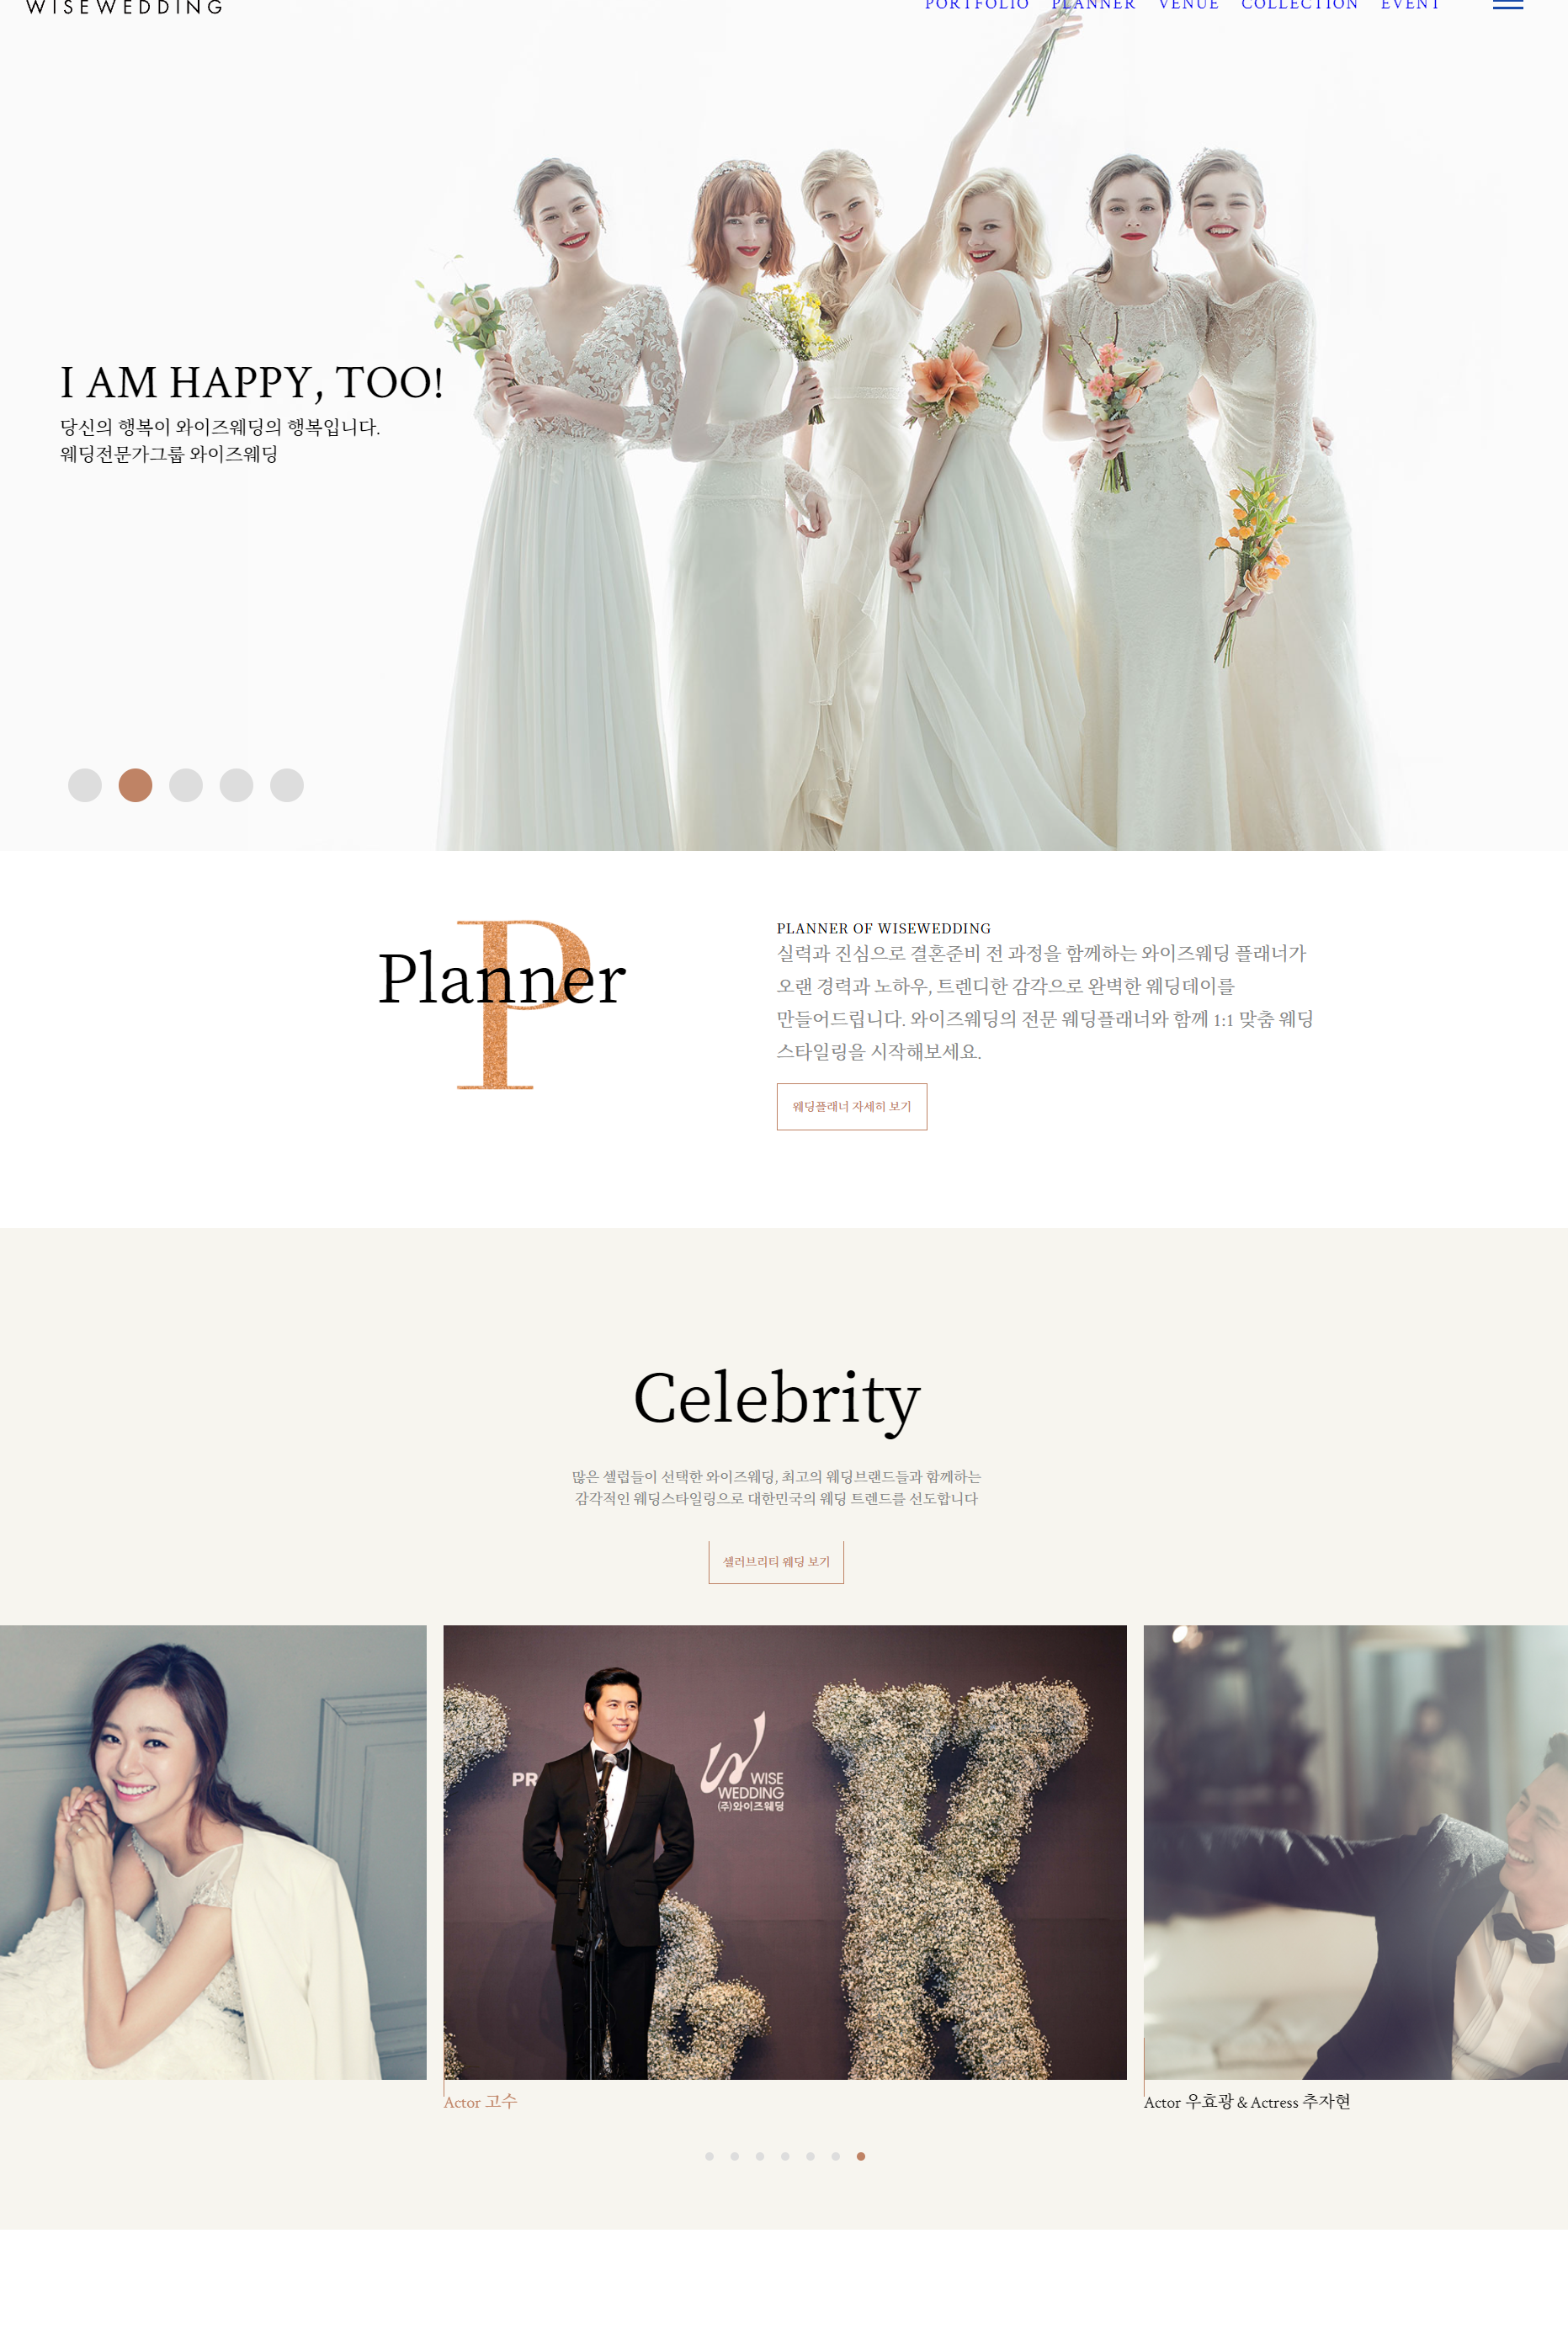 WISEWEDDING
PORTFOLIO PLANNER VENUE COLLECTION EVENT
I AM HAPPY, TOO!
당신의 행복이 와이즈웨딩의 행복입니다.
웨딩전문가그룹 와이즈웨딩
P
Planner
PLANNER OF WISEWEDDING
실력과 진심으로 결혼준비 전 과정을 함께하는 와이즈웨딩 플래너가
오랜 경력과 노하우, 트렌디한 감각으로 완벽한 웨딩데이를
만들어드립니다. 와이즈웨딩의 전문 웨딩플래너와 함께 1:1 맞춤 웨딩
스타일링을 시작해보세요.
웨딩플래너 자세히 보기
Celebrity
많은 셀럽들이 선택한 와이즈웨딩, 최고의 웨딩브랜드들과 함께하는
감각적인 웨딩스타일링으로 대한민국의 웨딩 트렌드를 선도합니다
셀러브리티 웨딩 보기
PR
WISE
WEDDING
(주)와이즈웨딩
K
Actor 고수
Actor 우효광 & Actress 추자현